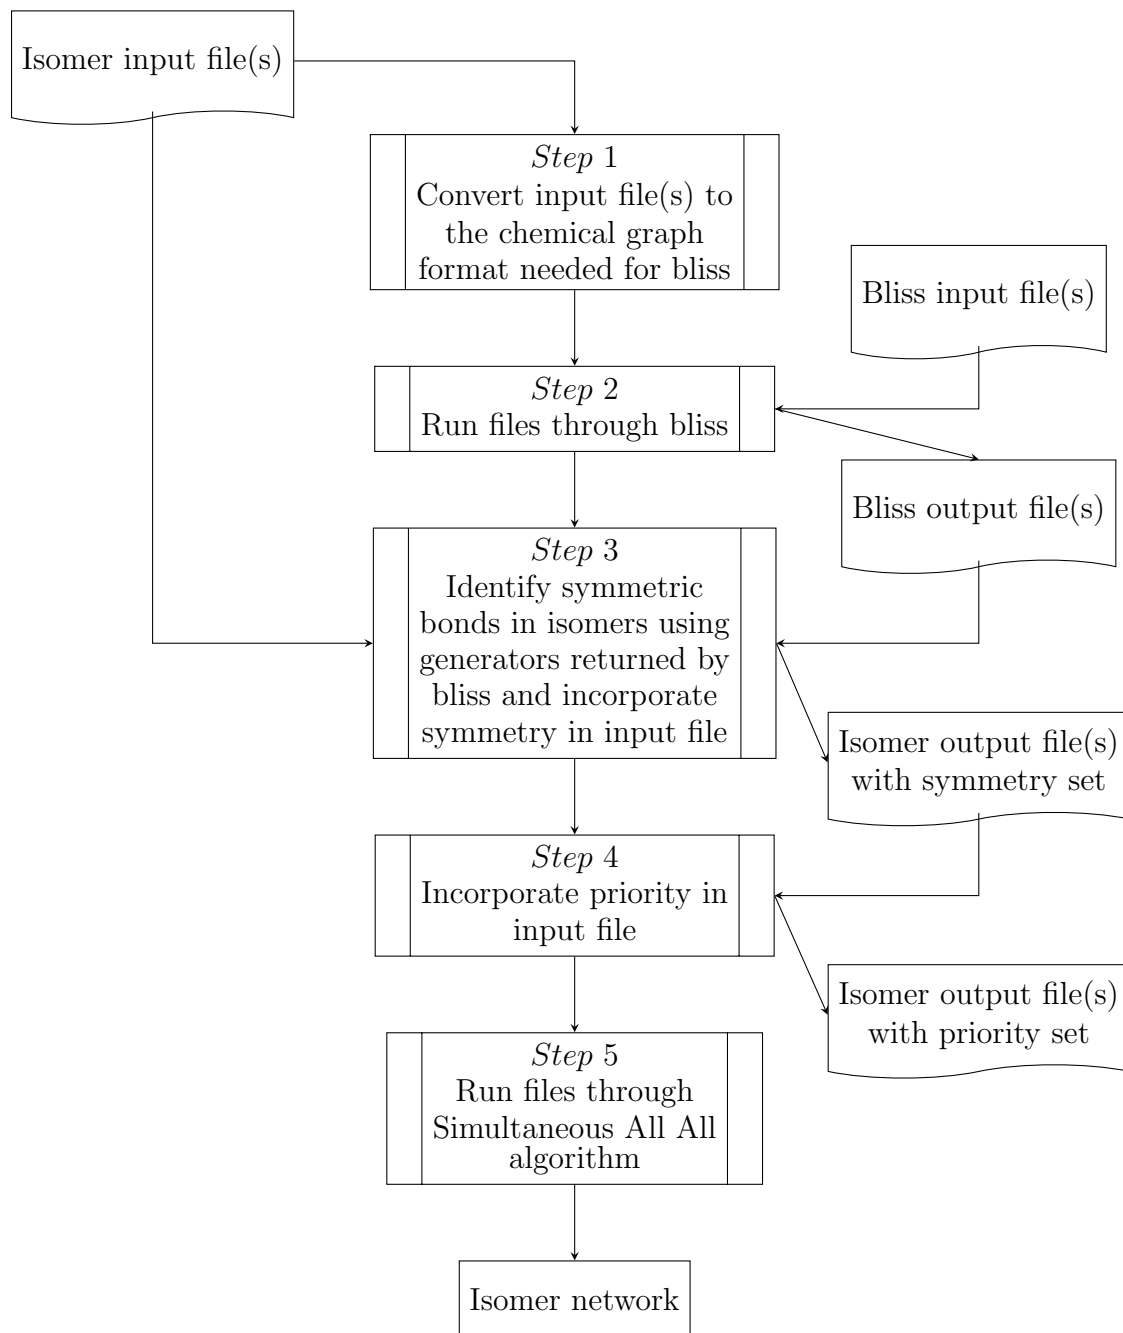 Isomer input file(s)
Step 1
Convert input file(s) to
the chemical graph
format needed for bliss
Bliss input file(s)
Step 2
Run files through bliss
Bliss output file(s)
Step 3
Identify symmetric
bonds in isomers using
generators returned by
bliss and incorporate
symmetry in input file
Isomer output file(s)
with symmetry set
Step 4
Incorporate priority in
input file
Isomer output file(s)
with priority set
Step 5
Run files through
Simultaneous All All
algorithm
Isomer network